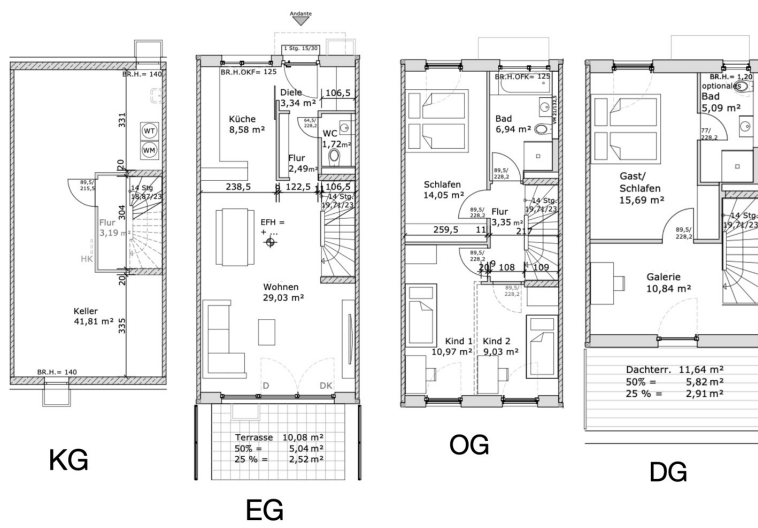 BR.H.= 140
331
WT
WM
20
89,5/
215,5
14 Stg.
18,87/23
304
Flur
3,19 m²
HK
20
Keller
41,81 m²
335
BR.H.= 140
KG
Andante
1 Stg. 15/30
BR.H.OKF= 125
Diele
3,34 m²
106,5
Küche
8,58 m²
64,5/
228,2
WC
1,72m²
Flur
2,49m²
238,5
122,5
106,5
14 Stg.
19,71/23
EFH =
+ ...
Wohnen
29,03 m²
D
DK
Terrasse 10,08 m²
50% = 5,04 m²
25 % = 2,52 m²
EG
BR.H.OFK= 125
Bad
6,94 m²
89,5/
228,2
Schlafen
14,05 m²
14 Stg.
19,71/23
Flur
3,35 m²
89,5/
228,2
259,5
11
217
89,5/
228,2
9
20
108
109
89,5/
228,2
Kind 1
10,97 m²
Kind 2
9,03 m²
OG
BR.H.= 1,20
optionales
Bad
5,09 m²
77/
228,2
Gast/
Schlafen
15,69 m²
14 Stg.
19,71/23
89,5/
228,2
Galerie
10,84 m²
Dachterr. 11,64 m²
50% = 5,82 m²
25 % = 2,91 m²
DG